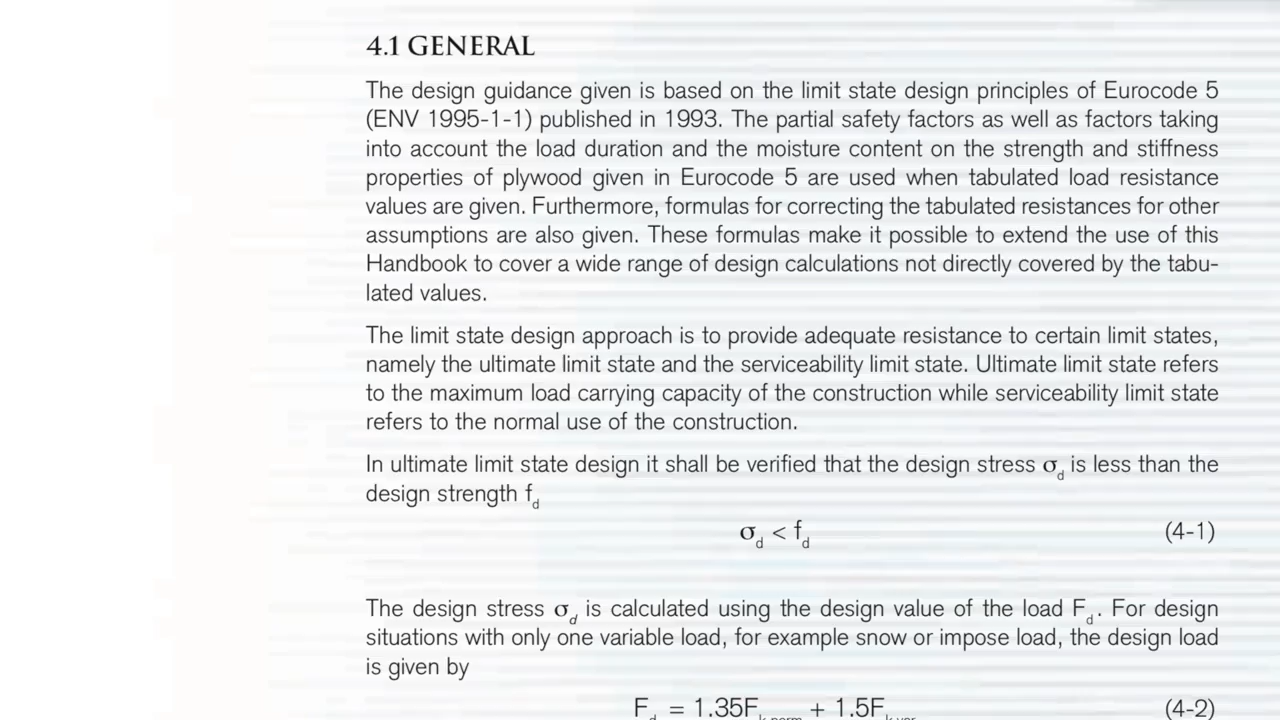 4.1 GENERAL
The design guidance given is based on the limit state design principles of Eurocode 5
(ENV 1995-1-1) published in 1993. The partial safety factors as well as factors taking
into account the load duration and the moisture content on the strength and stiffness
properties of plywood given in Eurocode 5 are used when tabulated load resistance
values are given. Furthermore, formulas for correcting the tabulated resistances for other
assumptions are also given. These formulas make it possible to extend the use of this
Handbook to cover a wide range of design calculations not directly covered by the tabu-
lated values.
The limit state design approach is to provide adequate resistance to certain limit states,
namely the ultimate limit state and the serviceability limit state. Ultimate limit state refers
to the maximum load carrying capacity of the construction while serviceability limit state
refers to the normal use of the construction.
In ultimate limit state design it shall be verified that the design stress σd is less than the
design strength fd
σd < fd (4-1)
The design stress σd is calculated using the design value of the load Fd. For design
situations with only one variable load, for example snow or impose load, the design load
is given by
Fd = 1.35F + 1.5F (4-2)